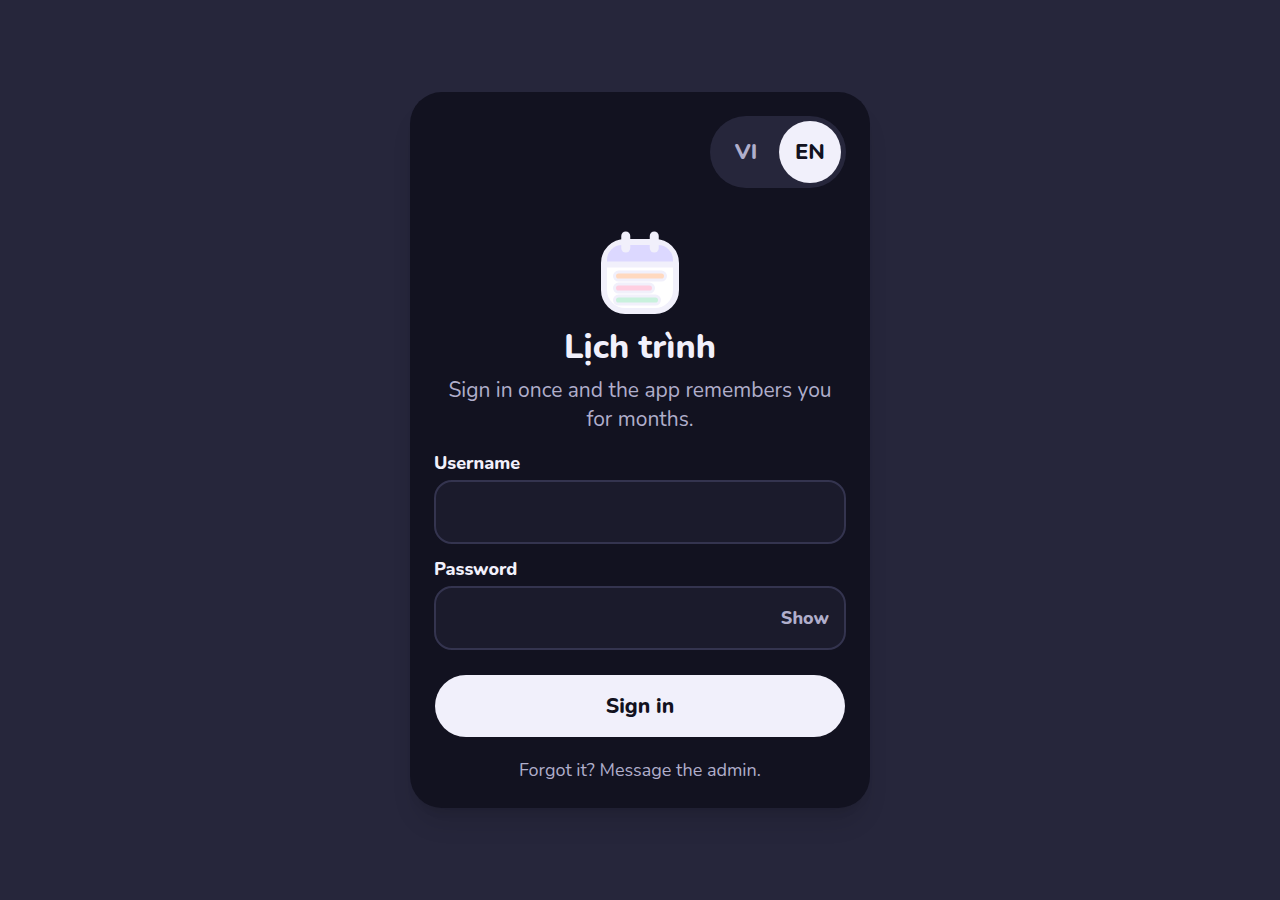 VI EN
Lịch trình
Sign in once and the app remembers you
for months.
Username
Password
Show
Sign in
Forgot it? Message the admin.